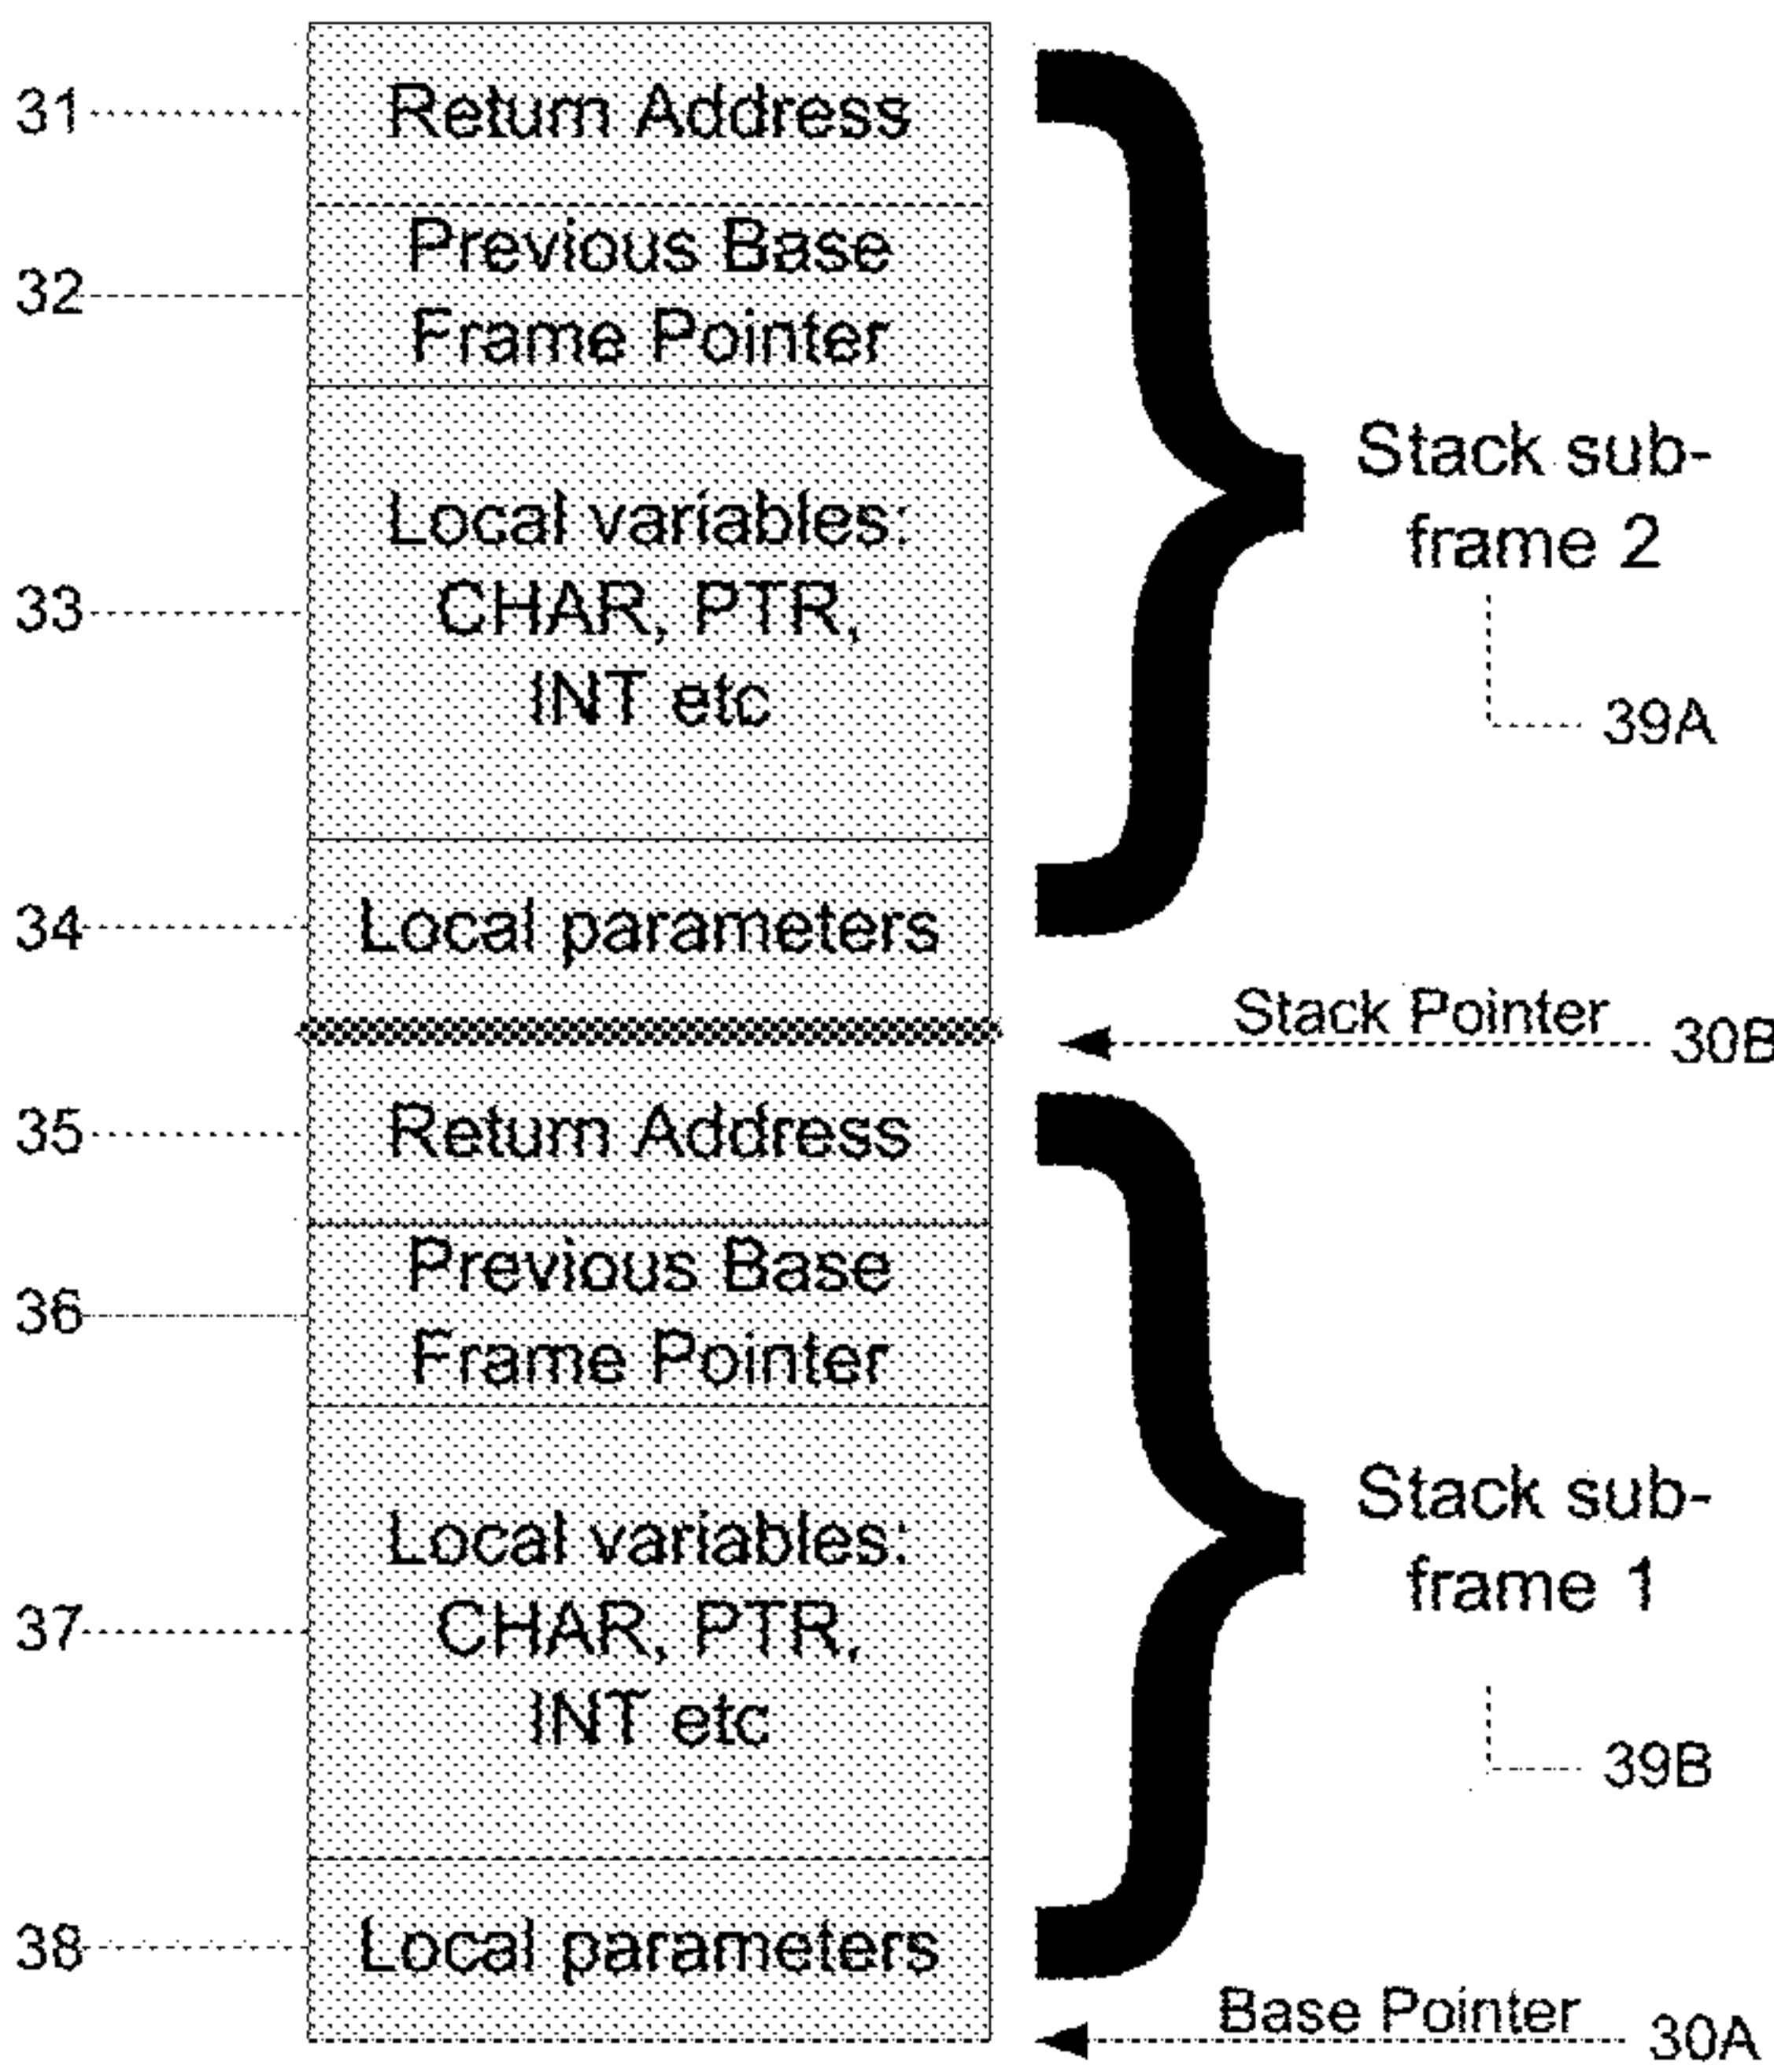 31
Return Address
32
Previous Base
Frame Pointer
33
Local variables:
CHAR, PTR,
INT etc
Stack sub-
frame 2
39A
34
Local parameters
Stack Pointer
30B
35
Return Address
36
Previous Base
Frame Pointer
37
Local variables:
CHAR, PTR,
INT etc
Stack sub-
frame 1
39B
38
Local parameters
Base Pointer
30A